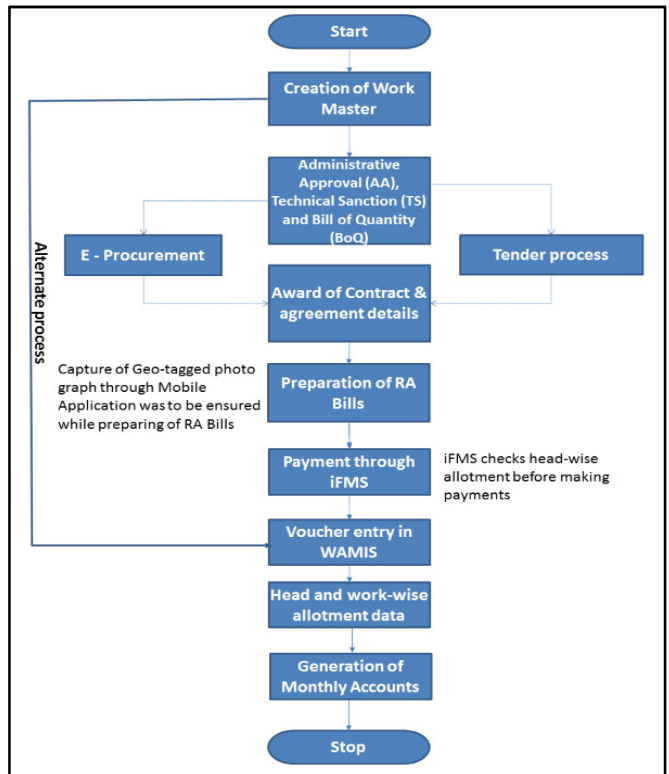 Start
Creation of Work
Master
Administrative
Approval (AA),
Technical Sanction (TS)
and Bill of Quantity
(BoQ)
E - Procurement
Tender process
Award of Contract &
agreement details
Alternate process
Capture of Geo-tagged photo
graph through Mobile
Application was to be ensured
while preparing of RA Bills
Preparation of RA
Bills
Payment through
iFMS
iFMS checks head-wise
allotment before making
payments
Voucher entry in
WAMIS
Head and work-wise
allotment data
Generation of
Monthly Accounts
Stop